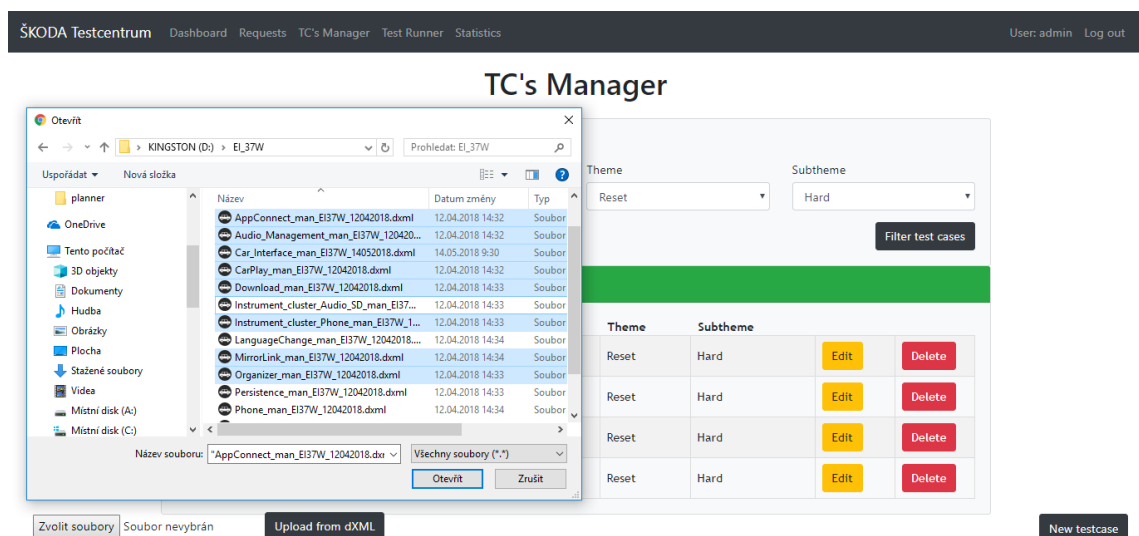 ŠKODA Testcentrum Dashboard Requests TC's Manager Test Runner Statistics User: admin Log out
TC's Manager
Otevřít
KINGSTON (D:) > EI_37W Prohledat: EI_37W
Theme Subtheme
Uspořádat Nová složka
Reset Hard
Název Datum změny Typ
planner
AppConnect_man_EI37W_12042018.dxml 12.04.2018 14:32 Soubor
OneDrive
Audio_Management_man_EI37W_120420... 12.04.2018 14:32 Soubor
Filter test cases
Tento počítač
Car_Interface_man_EI37W_14052018.dxml 14.05.2018 9:30 Soubor
3D objekty
CarPlay_man_EI37W_12042018.dxml 12.04.2018 14:32 Soubor
Dokumenty
Download_man_EI37W_12042018.dxml 12.04.2018 14:33 Soubor
Hudba
Instrument_cluster_Audio_SD_man_EI37... 12.04.2018 14:33 Soubor
Obrázky
Instrument_cluster_Phone_man_EI37W_1... 12.04.2018 14:33 Soubor
Theme Subtheme
LanguageChange_man_EI37W_12042018.... 12.04.2018 14:34 Soubor
Plocha
MirrorLink_man_EI37W_12042018.dxml 12.04.2018 14:34 Soubor
Reset Hard Edit Delete
Stažené soubory
Organizer_man_EI37W_12042018.dxml 12.04.2018 14:33 Soubor
Videa
Persistence_man_EI37W_12042018.dxml 12.04.2018 14:33 Soubor
Reset Hard Edit Delete
Místní disk (A:)
Phone_man_EI37W_12042018.dxml 12.04.2018 14:34 Soubor
Místní disk (C:)
Reset Hard Edit Delete
Název souboru: "AppConnect_man_EI37W_12042018.dxr Všechny soubory (*.*)
Otevřít Zrušit
Reset Hard Edit Delete
Zvolit soubory Soubor nevybrán Upload from dXML New testcase